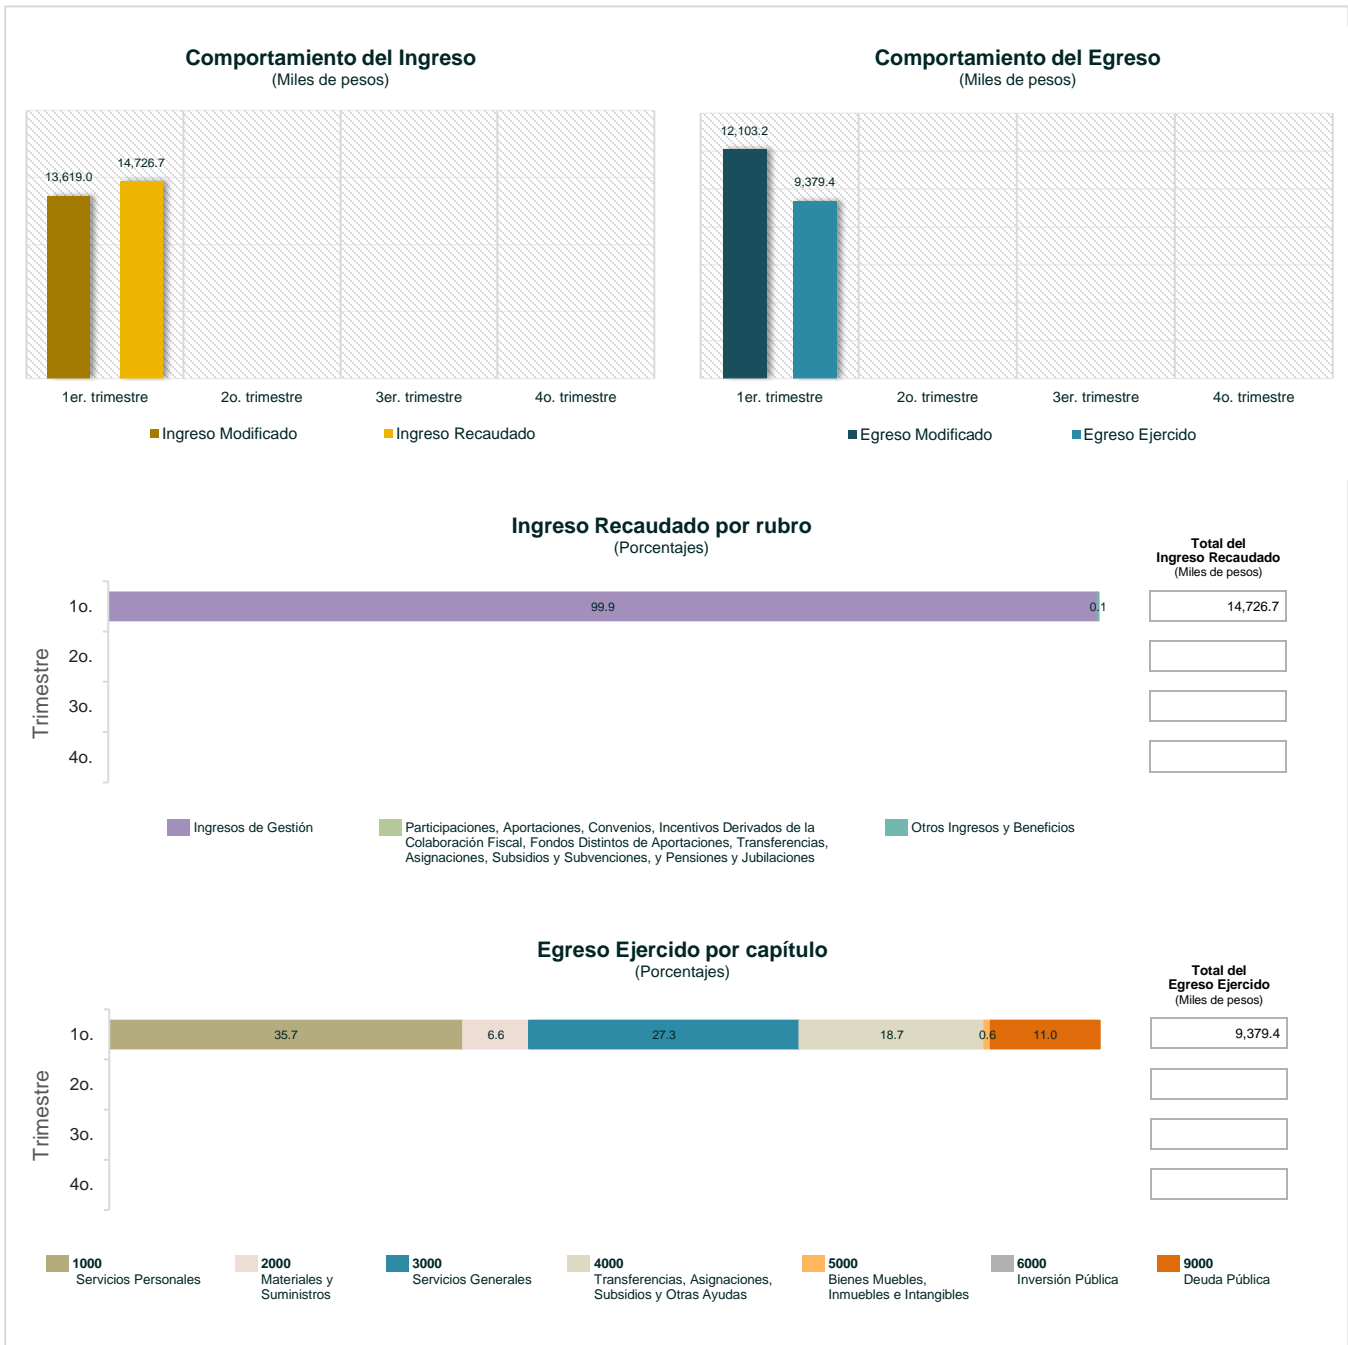 Comportamiento del Ingreso
(Miles de pesos)
13,619.0
14,726.7
1er. trimestre
2o. trimestre
3er. trimestre
4o. trimestre
Ingreso Modificado
Ingreso Recaudado
Comportamiento del Egreso
(Miles de pesos)
12,103.2
9,379.4
1er. trimestre
2o. trimestre
3er. trimestre
4o. trimestre
Egreso Modificado
Egreso Ejercido
Ingreso Recaudado por rubro
(Porcentajes)
Total del
Ingreso Recaudado
(Miles de pesos)
Trimestre
1o.
99.9
0.1
14,726.7
2o.
3o.
4o.
Ingresos de Gestión
Participaciones, Aportaciones, Convenios, Incentivos Derivados de la
Colaboración Fiscal, Fondos Distintos de Aportaciones, Transferencias,
Asignaciones, Subsidios y Subvenciones, y Pensiones y Jubilaciones
Otros Ingresos y Beneficios
Egreso Ejercido por capítulo
(Porcentajes)
Total del
Egreso Ejercido
(Miles de pesos)
Trimestre
1o.
35.7
6.6
27.3
18.7
0.6
11.0
9,379.4
2o.
3o.
4o.
1000
Servicios Personales
2000
Materiales y
Suministros
3000
Servicios Generales
4000
Transferencias, Asignaciones,
Subsidios y Otras Ayudas
5000
Bienes Muebles,
Inmuebles e Intangibles
6000
Inversión Pública
9000
Deuda Pública